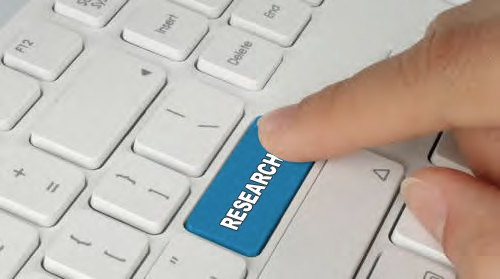 F12
Insert
End
Delete
\ |
+ =
} ]
{ [
"
RESEARCH